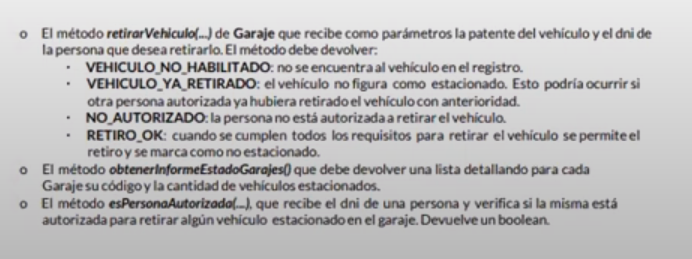 o El método retirarVehiculo(...) de Garaje que recibe como parámetros la patente del vehículo y el dni de
la persona que desea retirarlo. El método debe devolver:
· VEHICULO_NO_HABILITADO: no se encuentra al vehículo en el registro.
· VEHICULO_YA_RETIRADO: el vehículo no figura como estacionado. Esto podría ocurrir si
otra persona autorizada ya hubiera retirado el vehículo con anterioridad.
· NO_AUTORIZADO: la persona no está autorizada a retirar el vehículo.
· RETIRO_OK: cuando se cumplen todos los requisitos para retirar el vehículo se permite el
retiro y se marca como no estacionado.
o El método obtenerInformeEstadoGarajes() que debe devolver una lista detallando para cada
Garaje su código y la cantidad de vehículos estacionados.
o El método esPersonaAutorizada(...), que recibe el dni de una persona y verifica si la misma está
autorizada para retirar algún vehículo estacionado en el garaje. Devuelve un boolean.